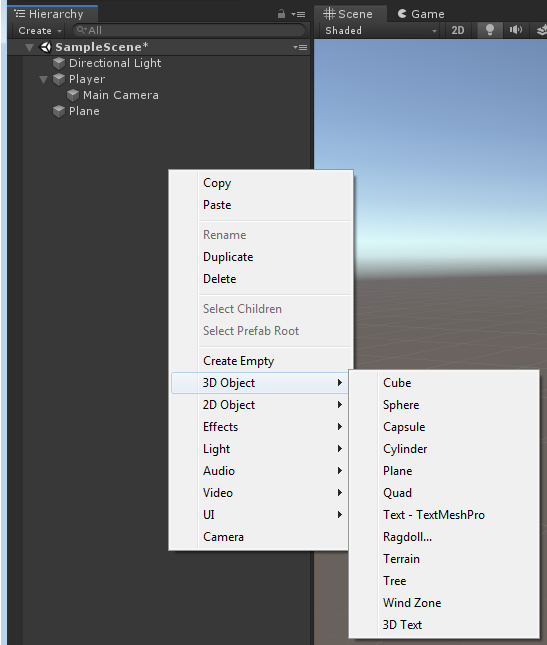 Hierarchy
Create
All
SampleScene*
Directional Light
Player
Main Camera
Plane
Scene
Game
Shaded
2D
Copy
Paste
Rename
Duplicate
Delete
Select Children
Select Prefab Root
Create Empty
3D Object
2D Object
Effects
Light
Audio
Video
UI
Camera
Cube
Sphere
Capsule
Cylinder
Plane
Quad
Text - TextMeshPro
Ragdoll...
Terrain
Tree
Wind Zone
3D Text